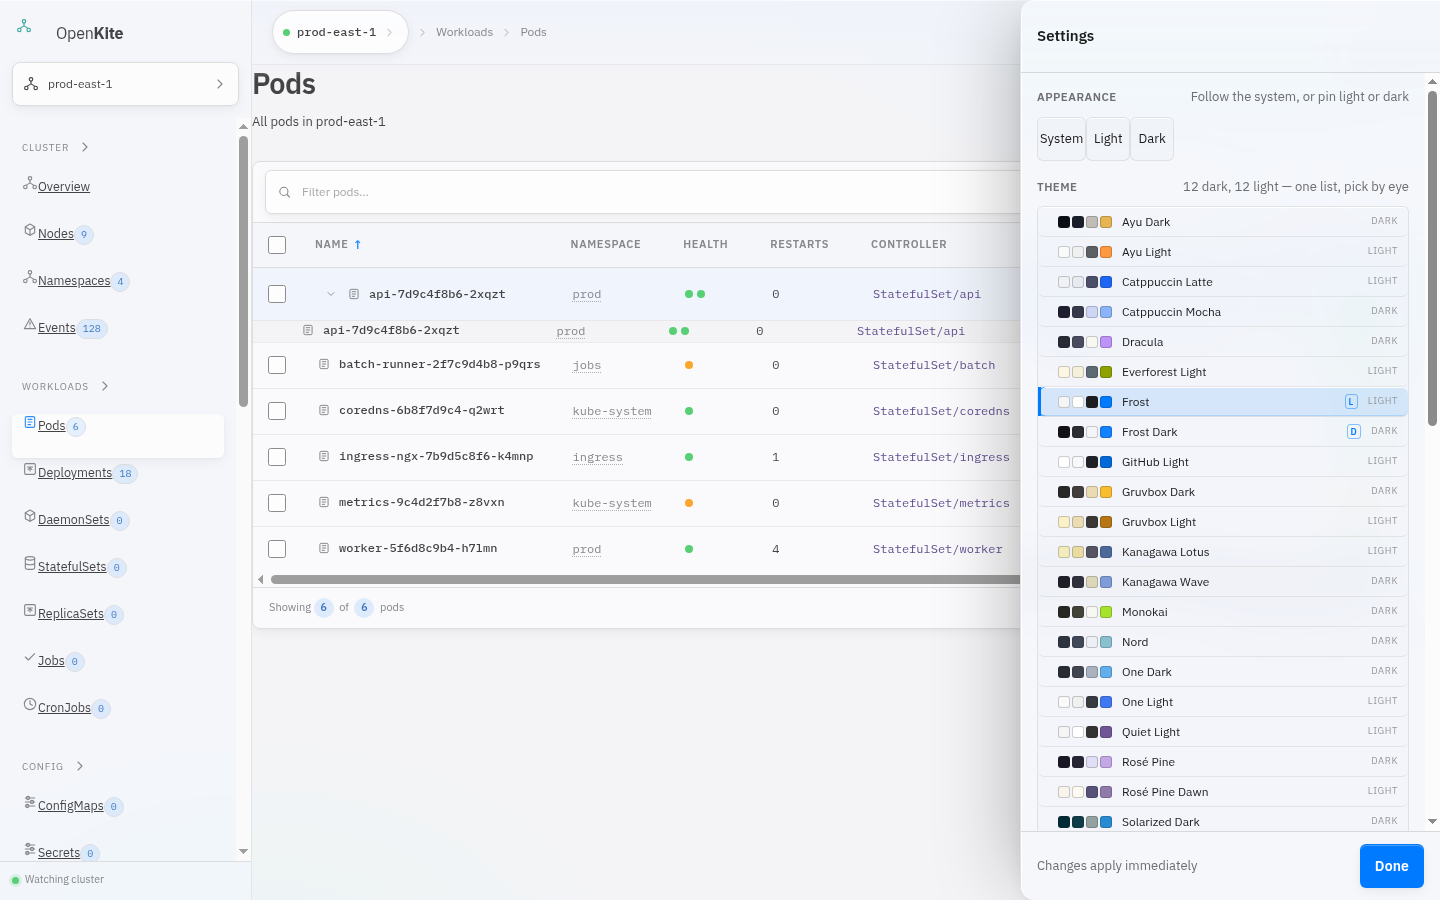 OpenKite
prod-east-1
CLUSTER
Overview
Nodes 9
Namespaces 4
Events 128
WORKLOADS
Pods 6
Deployments 18
DaemonSets 0
StatefulSets 0
ReplicaSets 0
Jobs 0
CronJobs 0
CONFIG
ConfigMaps 0
Secrets 0
Watching cluster
prod-east-1 Workloads Pods
Pods
All pods in prod-east-1
Filter pods...
NAME ↑ NAMESPACE HEALTH RESTARTS CONTROLLER
api-7d9c4f8b6-2xqzt prod 0 StatefulSet/api
api-7d9c4f8b6-2xqzt prod 0 StatefulSet/api
batch-runner-2f7c9d4b8-p9qrs jobs 0 StatefulSet/batch
coredns-6b8f7d9c4-q2wrt kube-system 0 StatefulSet/coredns
ingress-ngx-7b9d5c8f6-k4mnp ingress 1 StatefulSet/ingress
metrics-9c4d2f7b8-z8vxn kube-system 0 StatefulSet/metrics
worker-5f6d8c9b4-h7lmn prod 4 StatefulSet/worker
Showing 6 of 6 pods
Settings
APPEARANCE Follow the system, or pin light or dark
System Light Dark
THEME 12 dark, 12 light — one list, pick by eye
Ayu Dark DARK
Ayu Light LIGHT
Catppuccin Latte LIGHT
Catppuccin Mocha DARK
Dracula DARK
Everforest Light LIGHT
Frost L LIGHT
Frost Dark D DARK
GitHub Light LIGHT
Gruvbox Dark DARK
Gruvbox Light LIGHT
Kanagawa Lotus LIGHT
Kanagawa Wave DARK
Monokai DARK
Nord DARK
One Dark DARK
One Light LIGHT
Quiet Light LIGHT
Rosé Pine DARK
Rosé Pine Dawn LIGHT
Solarized Dark DARK
Changes apply immediately Done